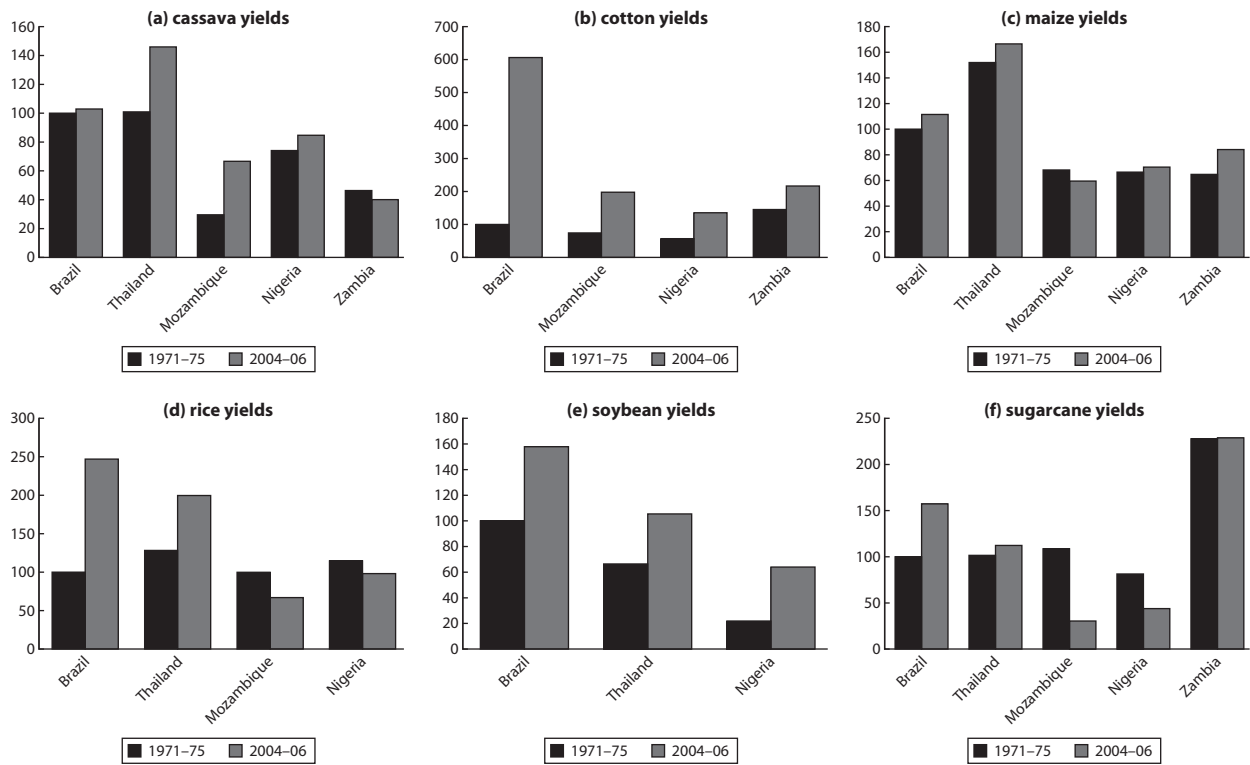 (a) cassava yields
160
140
120
100
80
60
40
20
0
Brazil
Thailand
Mozambique
Nigeria
Zambia
1971–75 2004–06
(b) cotton yields
700
600
500
400
300
200
100
0
Brazil
Mozambique
Nigeria
Zambia
1971–75 2004–06
(c) maize yields
180
160
140
120
100
80
60
40
20
0
Brazil
Thailand
Mozambique
Nigeria
Zambia
1971–75 2004–06
(d) rice yields
300
250
200
150
100
50
0
Brazil
Thailand
Mozambique
Nigeria
1971–75 2004–06
(e) soybean yields
180
160
140
120
100
80
60
40
20
0
Brazil
Thailand
Nigeria
1971–75 2004–06
(f) sugarcane yields
250
200
150
100
50
0
Brazil
Thailand
Mozambique
Nigeria
Zambia
1971–75 2004–06